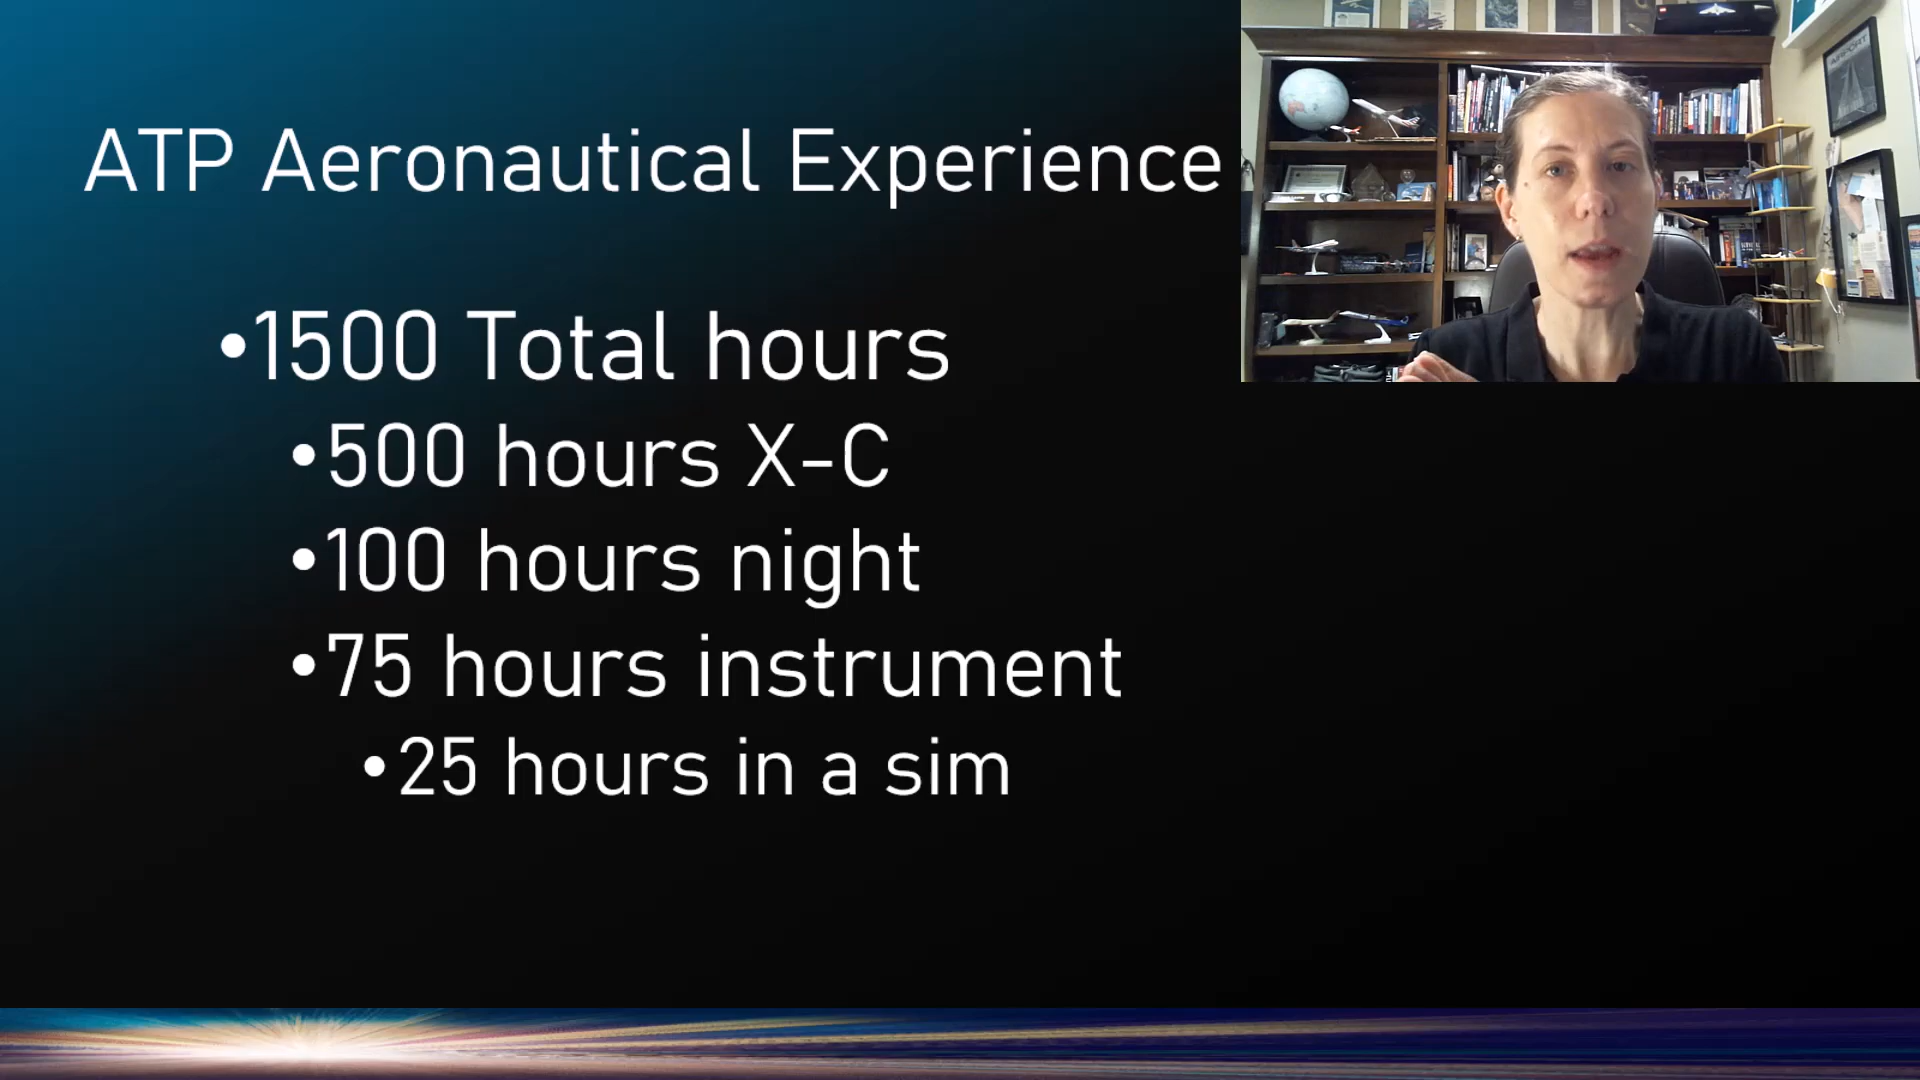 ATP Aeronautical Experience
•1500 Total hours
•500 hours X-C
•100 hours night
•75 hours instrument
•25 hours in a sim